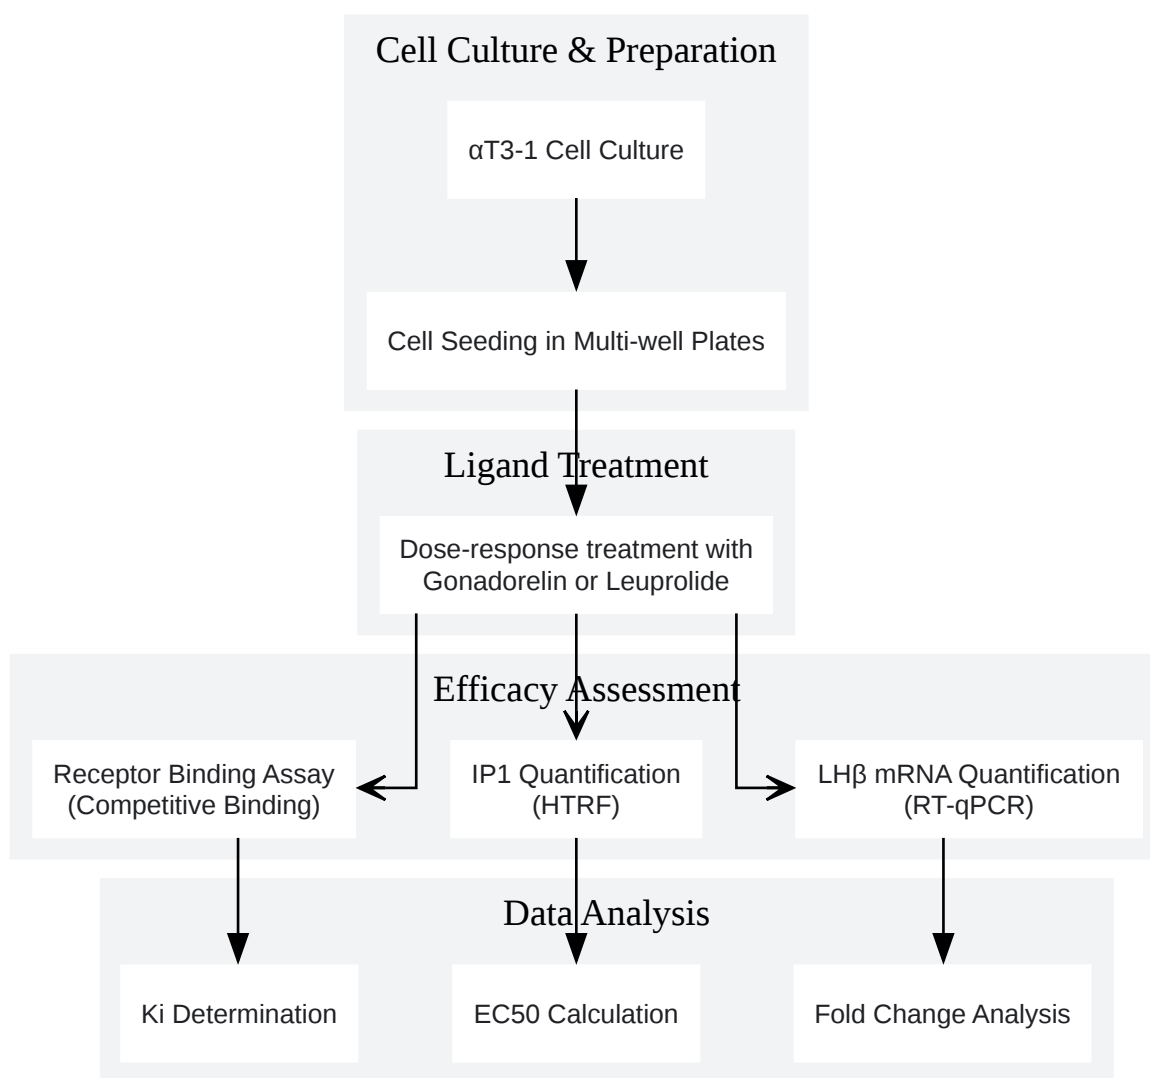 Cell Culture & Preparation
αT3-1 Cell Culture
Cell Seeding in Multi-well Plates
Ligand Treatment
Dose-response treatment with
Gonadorelin or Leuprolide
Efficacy Assessment
Receptor Binding Assay
(Competitive Binding)
IP1 Quantification
(HTRF)
LHβ mRNA Quantification
(RT-qPCR)
Data Analysis
Ki Determination
EC50 Calculation
Fold Change Analysis